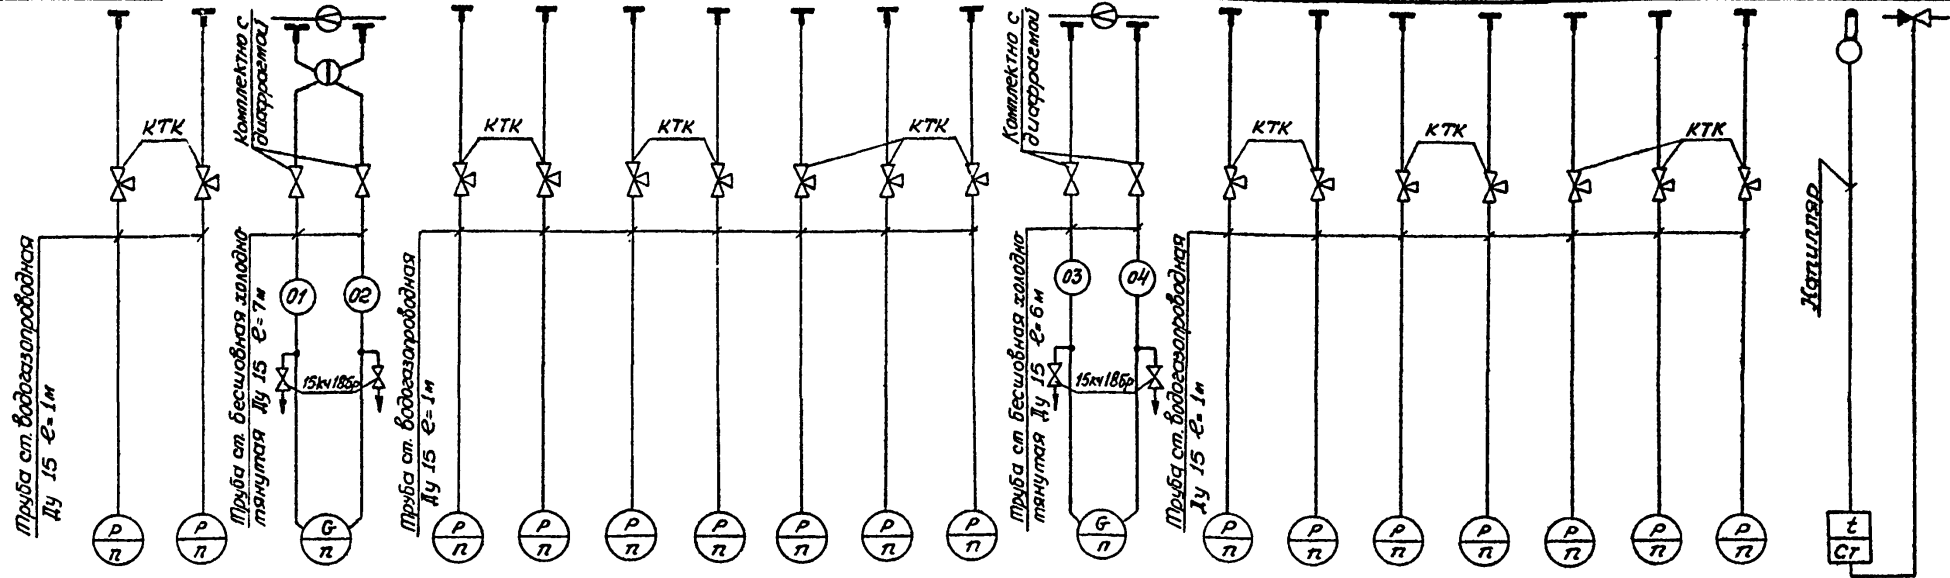 КТК
Комплектно с
диафрагмой
КТК
КТК
КТК
Комплектно с
диафрагмой
КТК
КТК
КТК
Труба ст. водогазопроводная
Ду 15 ℓ=1м
Труба ст. бесшовная холодно-
тянутая Ду 15 ℓ=7м
01
02
15кч18бр
Труба ст. водогазопроводная
Ду 15 ℓ=1м
Труба ст бесшовная холодно-
тянутая Ду 15 ℓ=6м
03
04
15кч18бр
Труба ст. водогазопроводная
Ду 15 ℓ=1м
Капилляр
P
п
P
п
G
п
P
п
P
п
P
п
P
п
P
п
P
п
P
п
G
п
P
п
P
п
P
п
P
п
P
п
P
п
P
п
t
Ст